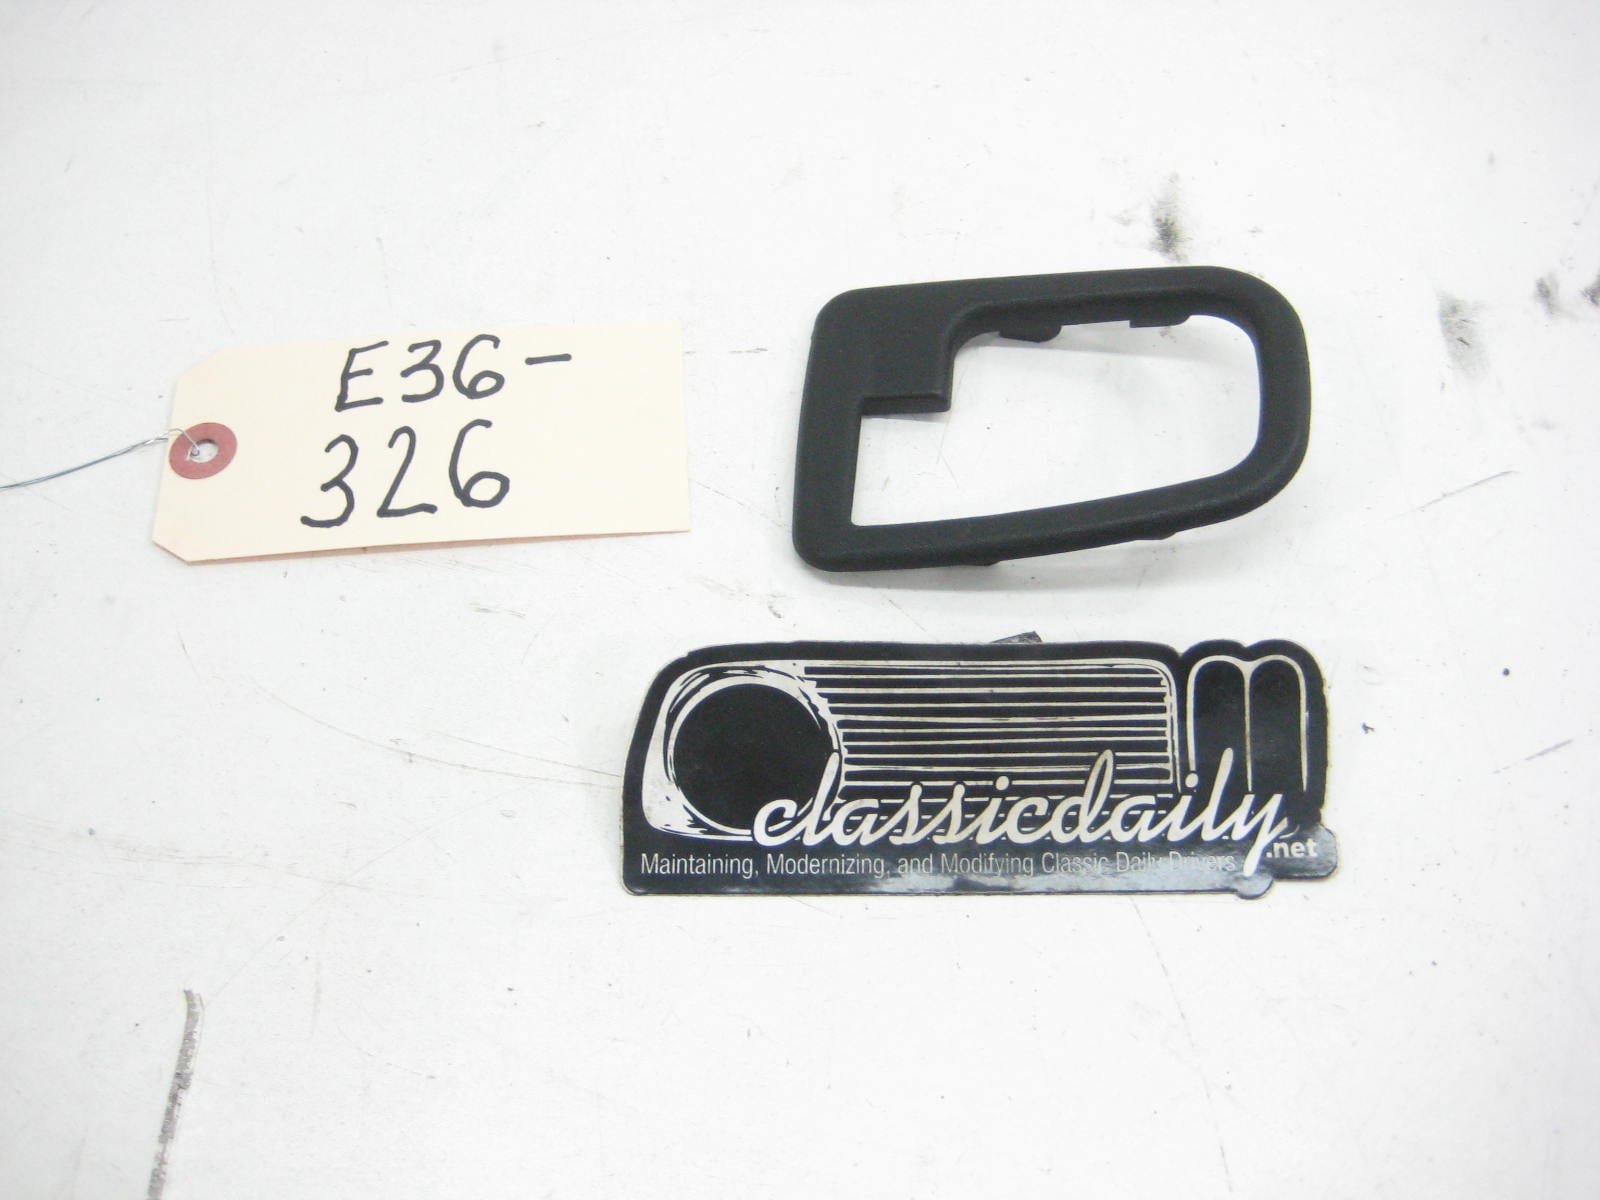 E36-
326
classicdaily
.net
Maintaining, Modernizing, and Modifying Classic Daily Drivers